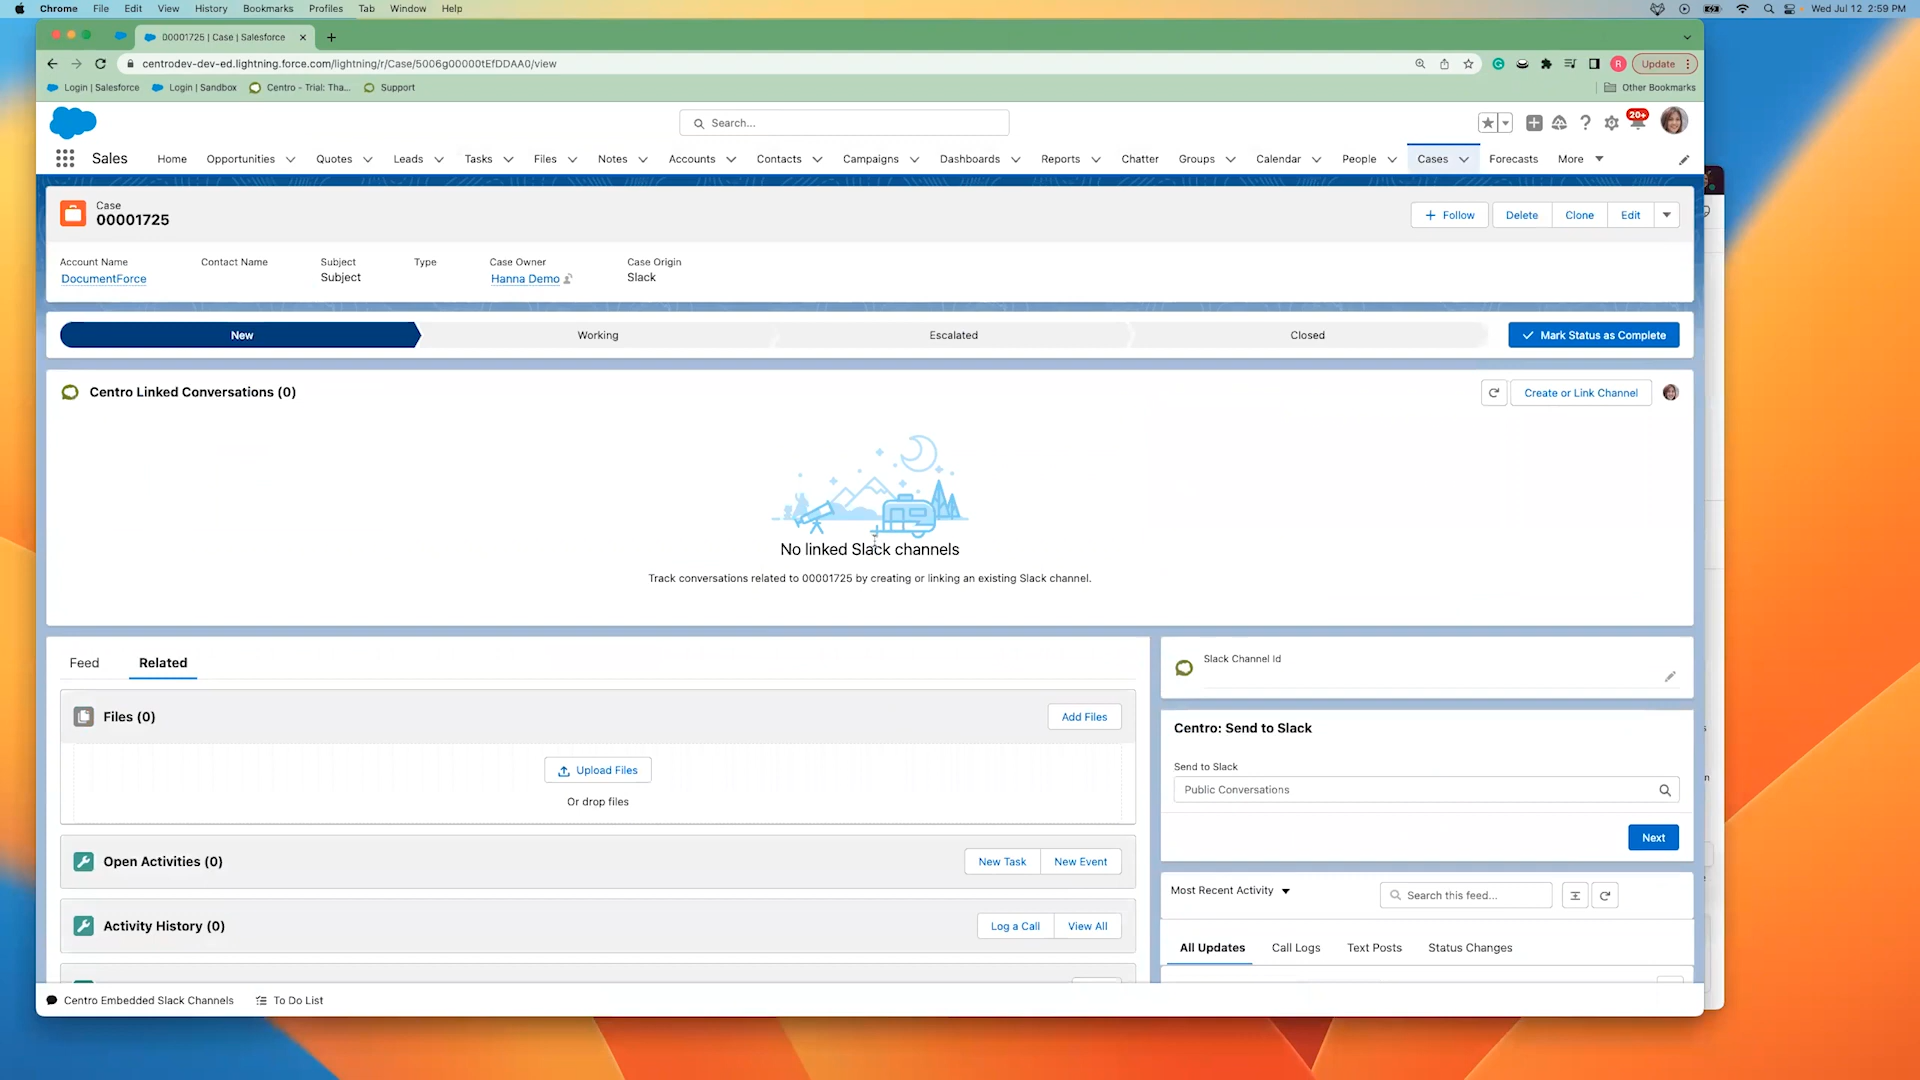 Chrome File Edit View History Bookmarks Profiles Tab Window Help Wed Jul 12 2:59 PM
00001725 | Case | Salesforce
centrodev-dev-ed.lightning.force.com/lightning/r/Case/5006g00000tEfDDAA0/view R Update
Login | Salesforce Login | Sandbox Centro - Trial: Tha... Support Other Bookmarks
Search... 20+
Sales Home Opportunities Quotes Leads Tasks Files Notes Accounts Contacts Campaigns Dashboards Reports Chatter Groups Calendar People Cases Forecasts More
Case
00001725
Follow Delete Clone Edit
Account Name Contact Name Subject Type Case Owner Case Origin
DocumentForce Subject Hanna Demo Slack
New Working Escalated Closed Mark Status as Complete
Centro Linked Conversations (0) Create or Link Channel
No linked Slack channels
Track conversations related to 00001725 by creating or linking an existing Slack channel.
Feed Related
Files (0) Add Files
Upload Files
Or drop files
Open Activities (0) New Task New Event
Activity History (0) Log a Call View All
Slack Channel Id
Centro: Send to Slack
Send to Slack
Public Conversations
Next
Most Recent Activity Search this feed...
All Updates Call Logs Text Posts Status Changes
Centro Embedded Slack Channels To Do List